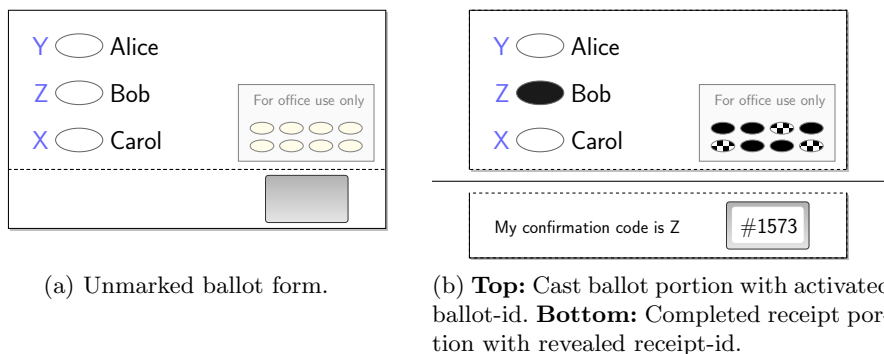 Y Alice
Z Bob
X Carol
For office use only
(a) Unmarked ballot form.
Y Alice
Z Bob
X Carol
For office use only
My confirmation code is Z #1573
(b) Top: Cast ballot portion with activated
ballot-id. Bottom: Completed receipt por-
tion with revealed receipt-id.